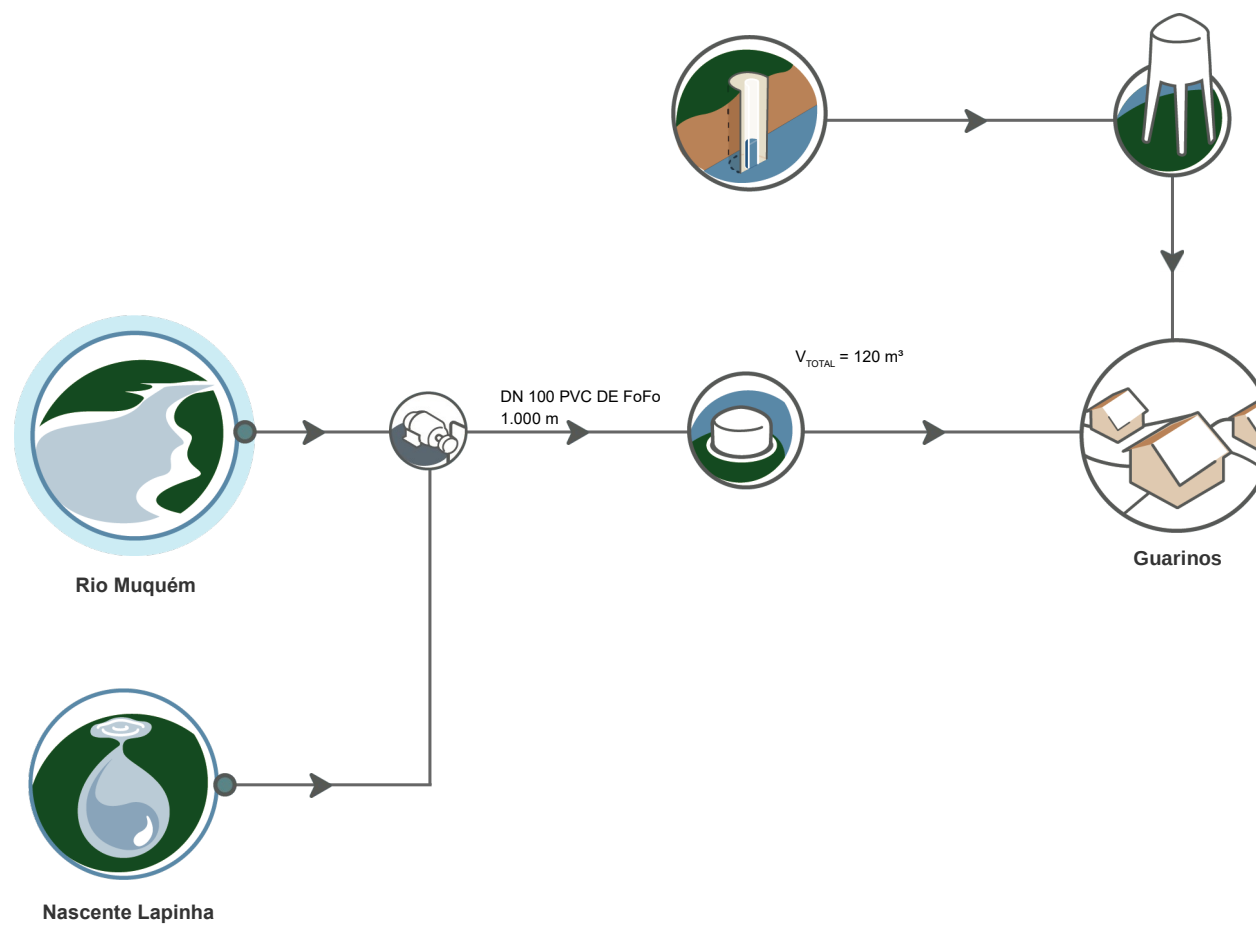 V_TOTAL = 120 m³
DN 100 PVC DE FoFo
1.000 m
Guarinos
Rio Muquém
Nascente Lapinha